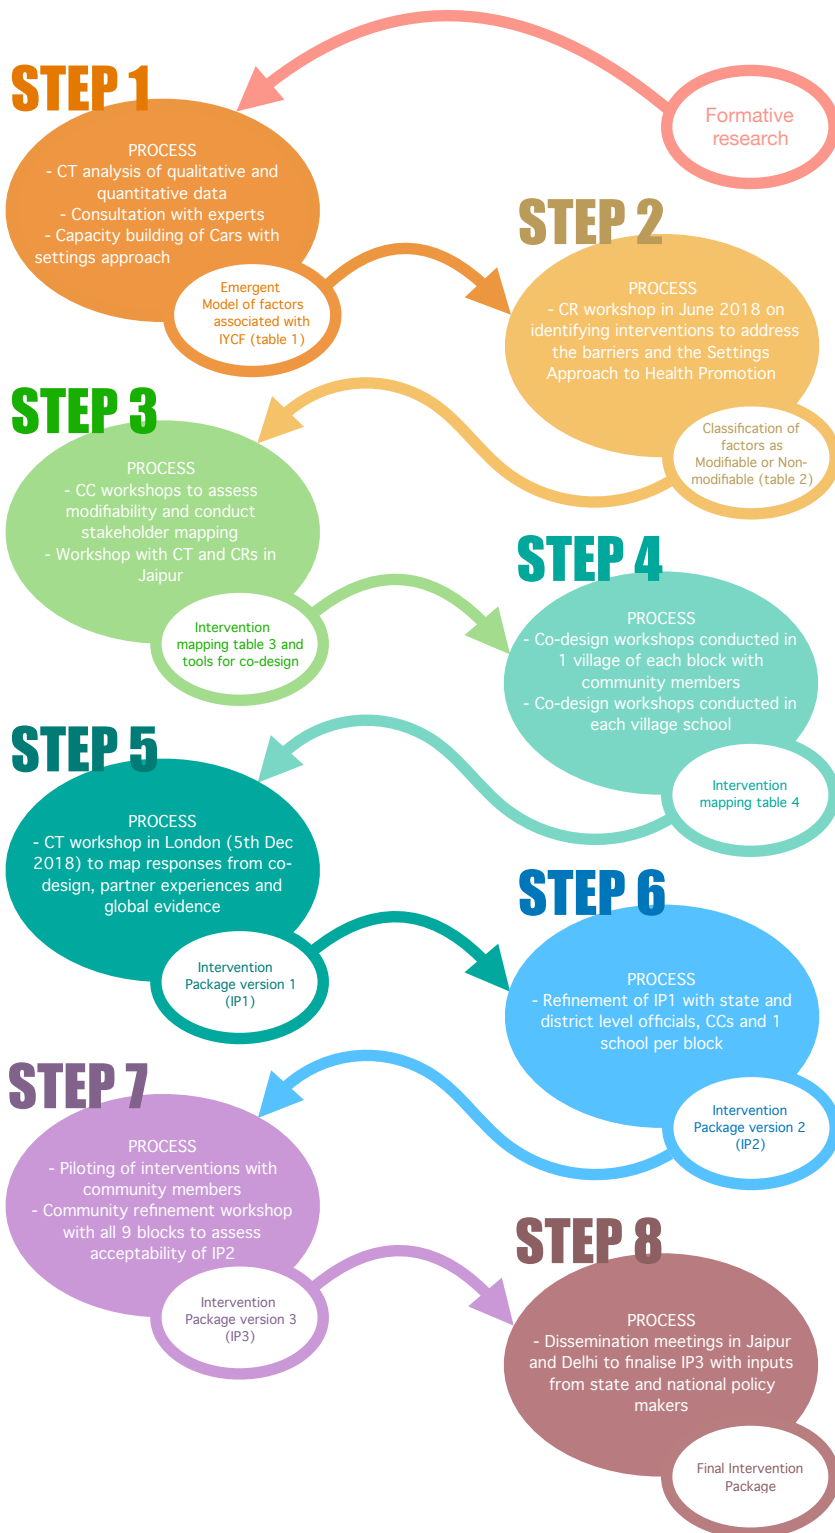 Formative
research
STEP 1
PROCESS
- CT analysis of qualitative and
quantitative data
- Consultation with experts
- Capacity building of Cars with
settings approach
Emergent
Model of factors
associated with
IYCF (table 1)
STEP 2
PROCESS
- CR workshop in June 2018 on
identifying interventions to address
the barriers and the Settings
Approach to Health Promotion
Classification of
factors as
Modifiable or Non-
modifiable (table 2)
STEP 3
PROCESS
- CC workshops to assess
modifiability and conduct
stakeholder mapping
- Workshop with CT and CRs in
Jaipur
Intervention
mapping table 3 and
tools for co-design
STEP 4
PROCESS
- Co-design workshops conducted in
1 village of each block with
community members
- Co-design workshops conducted in
each village school
Intervention
mapping table 4
STEP 5
PROCESS
- CT workshop in London (5th Dec
2018) to map responses from co-
design, partner experiences and
global evidence
Intervention
Package version 1
(IP1)
STEP 6
PROCESS
- Refinement of IP1 with state and
district level officials, CCs and 1
school per block
Intervention
Package version 2
(IP2)
STEP 7
PROCESS
- Piloting of interventions with
community members
- Community refinement workshop
with all 9 blocks to assess
acceptability of IP2
Intervention
Package version 3
(IP3)
STEP 8
PROCESS
- Dissemination meetings in Jaipur
and Delhi to finalise IP3 with inputs
from state and national policy
makers
Final Intervention
Package